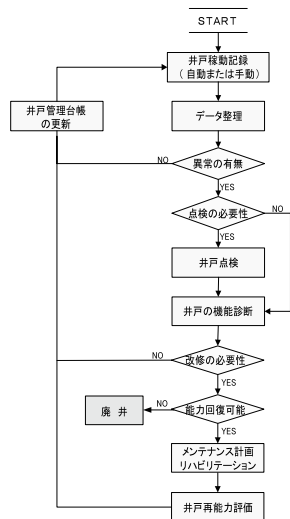 START
井戸稼動記録
（自動または手動）
井戸管理台帳
の更新
データ整理
NO
異常の有無
YES
点検の必要性
NO
YES
井戸点検
井戸の機能診断
NO
改修の必要性
廃 井
NO
能力回復可能
YES
メンテナンス計画
リハビリテーション
井戸再能力評価